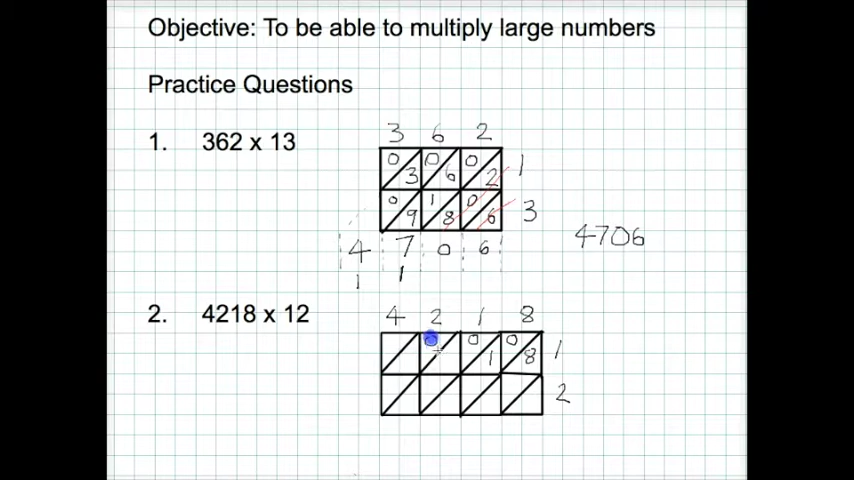 Objective: To be able to multiply large numbers
Practice Questions
1. 362 x 13
3 6 2
0 0 0
3 6 2 1
0 1 0
9 8 6 3
4 7 0 6
1 1
4706
2. 4218 x 12
4 2 1 8
0 0
1 8 1
2